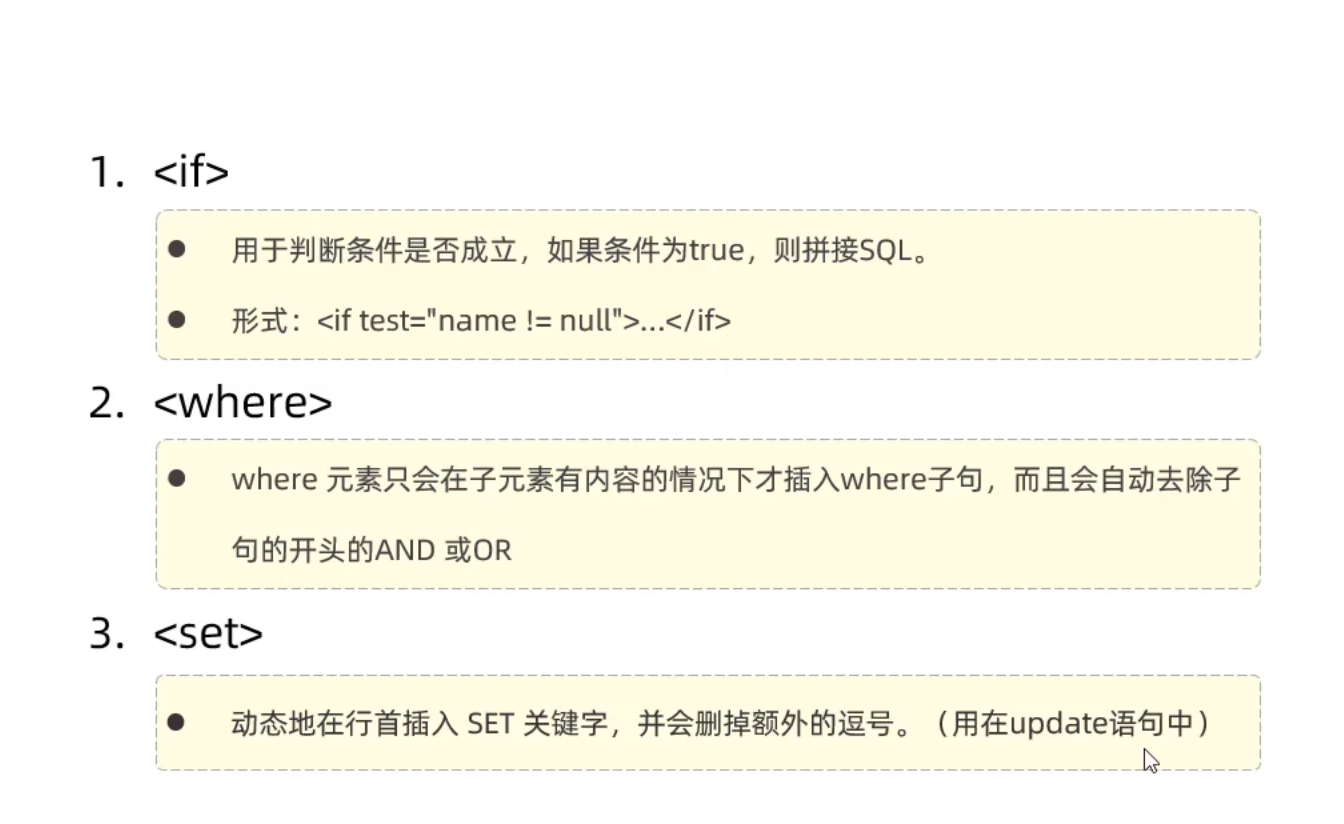 1. <if>
● 用于判断条件是否成立，如果条件为true，则拼接SQL。
● 形式：<if test="name != null">...</if>
2. <where>
● where 元素只会在子元素有内容的情况下才插入where子句，而且会自动去除子
句的开头的AND 或OR
3. <set>
● 动态地在行首插入 SET 关键字，并会删掉额外的逗号。（用在update语句中）